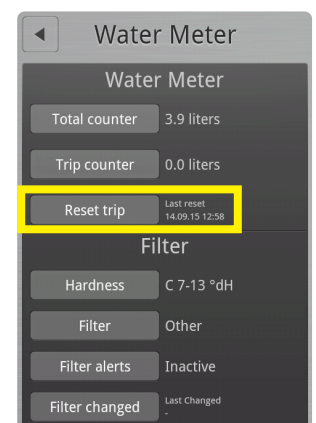 Water Meter
Water Meter
Total counter 3.9 liters
Trip counter 0.0 liters
Reset trip Last reset
14.09.15 12:58
Filter
Hardness C 7-13 °dH
Filter Other
Filter alerts Inactive
Filter changed Last Changed
-